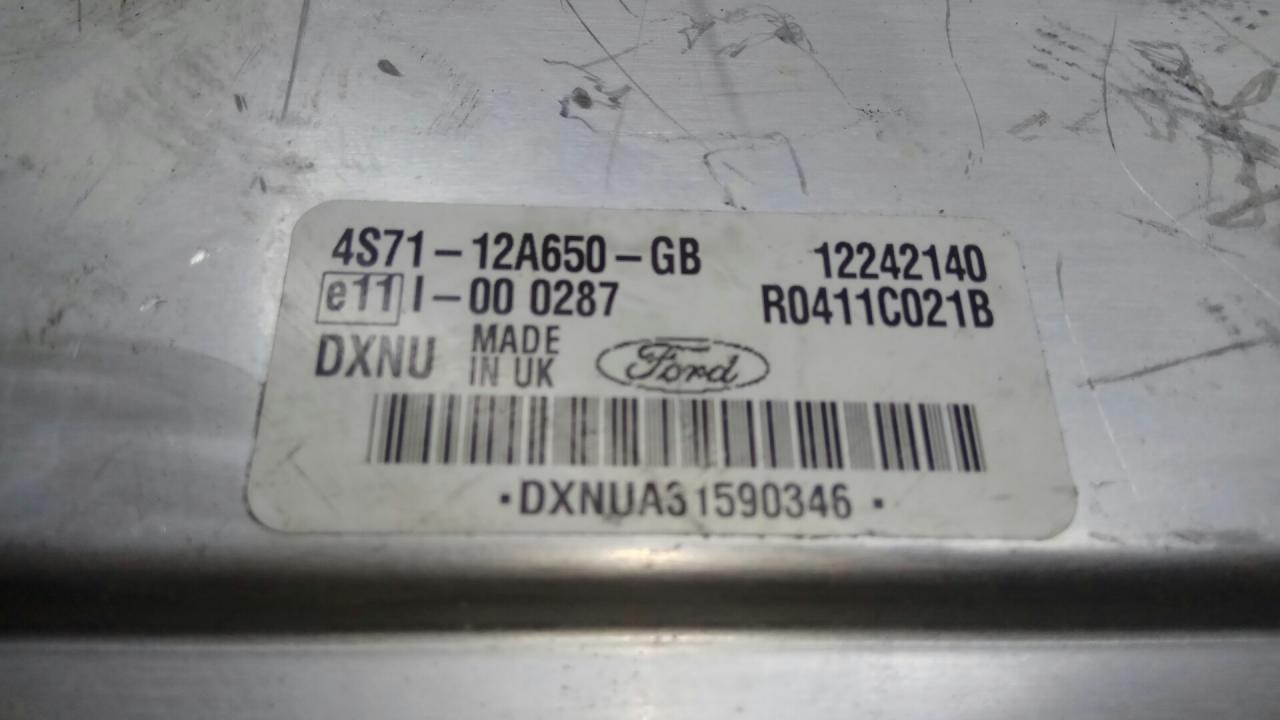 4S71-12A650-GB 12242140
e11 I-00 0287 R0411C021B
DXNU MADE IN UK Ford
·DXNUA31590346·